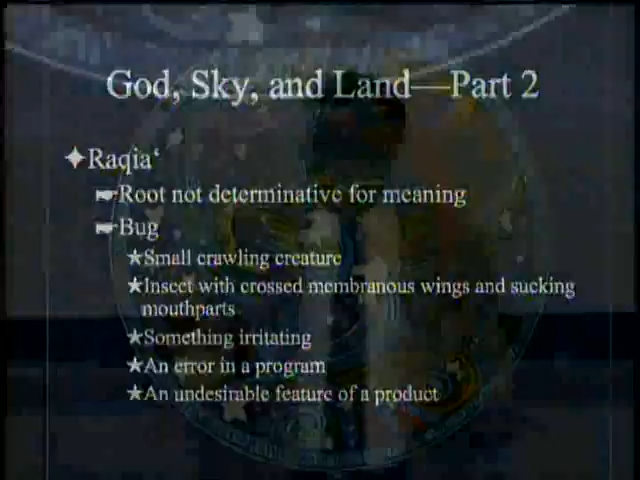 God, Sky, and Land—Part 2
Raqia‘
Root not determinative for meaning
Bug
Small crawling creature
Insect with crossed membranous wings and sucking
mouthparts
Something irritating
An error in a program
An undesirable feature of a product